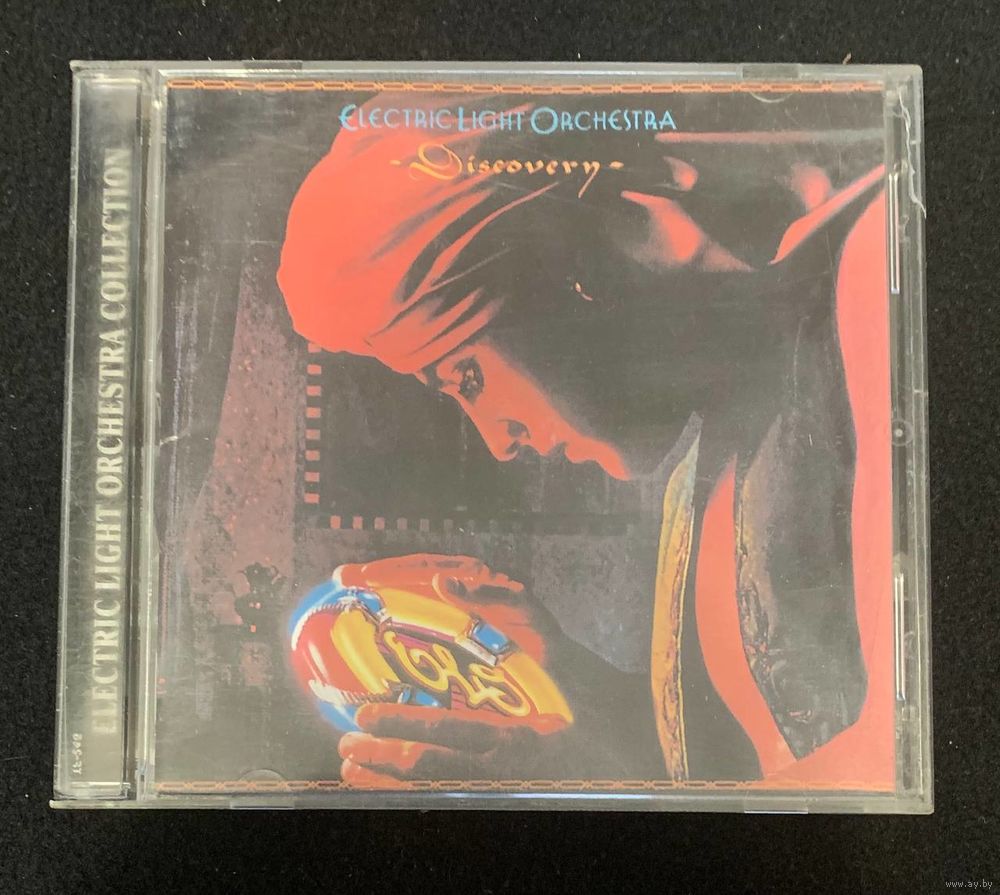 ELECTRIC LIGHT ORCHESTRA
-Discovery-
ELECTRIC LIGHT ORCHESTRA COLLECTION
elo
www.ay.by